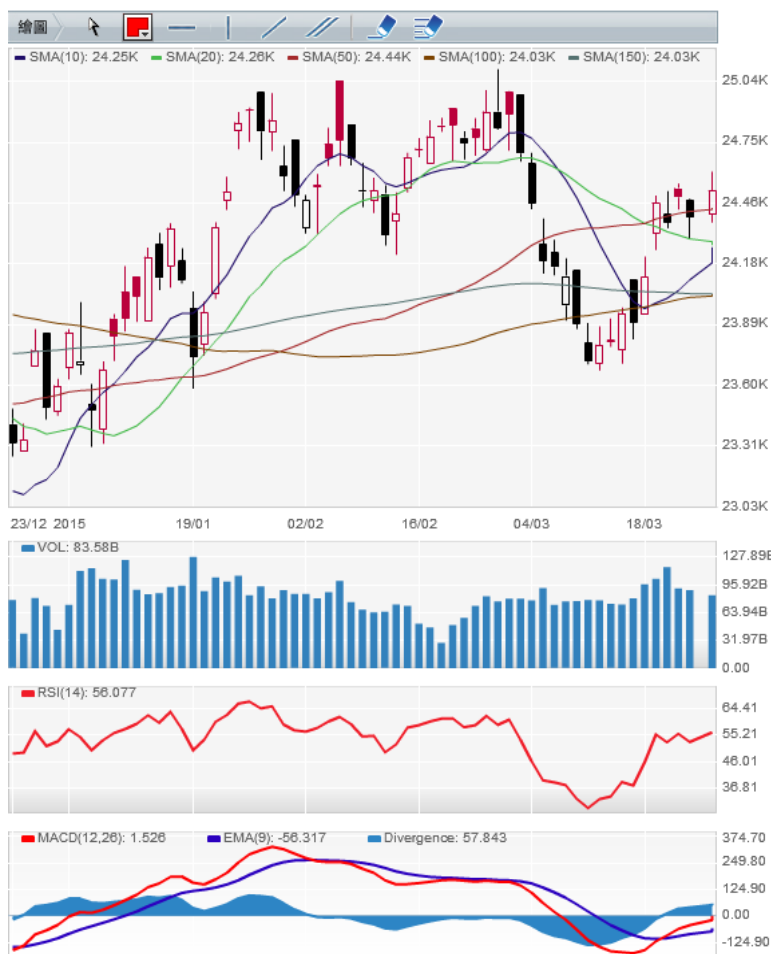 繪圖
SMA(10): 24.25K SMA(20): 24.26K SMA(50): 24.44K SMA(100): 24.03K SMA(150): 24.03K
25.04K
24.75K
24.46K
24.18K
23.89K
23.60K
23.31K
23.03K
23/12 2015 19/01 02/02 16/02 04/03 18/03
VOL: 83.58B
127.89B
95.92B
63.94B
31.97B
0.00
RSI(14): 56.077
64.41
55.21
46.01
36.81
MACD(12,26): 1.526 EMA(9): -56.317 Divergence: 57.843
374.70
249.80
124.90
0.00
-124.90